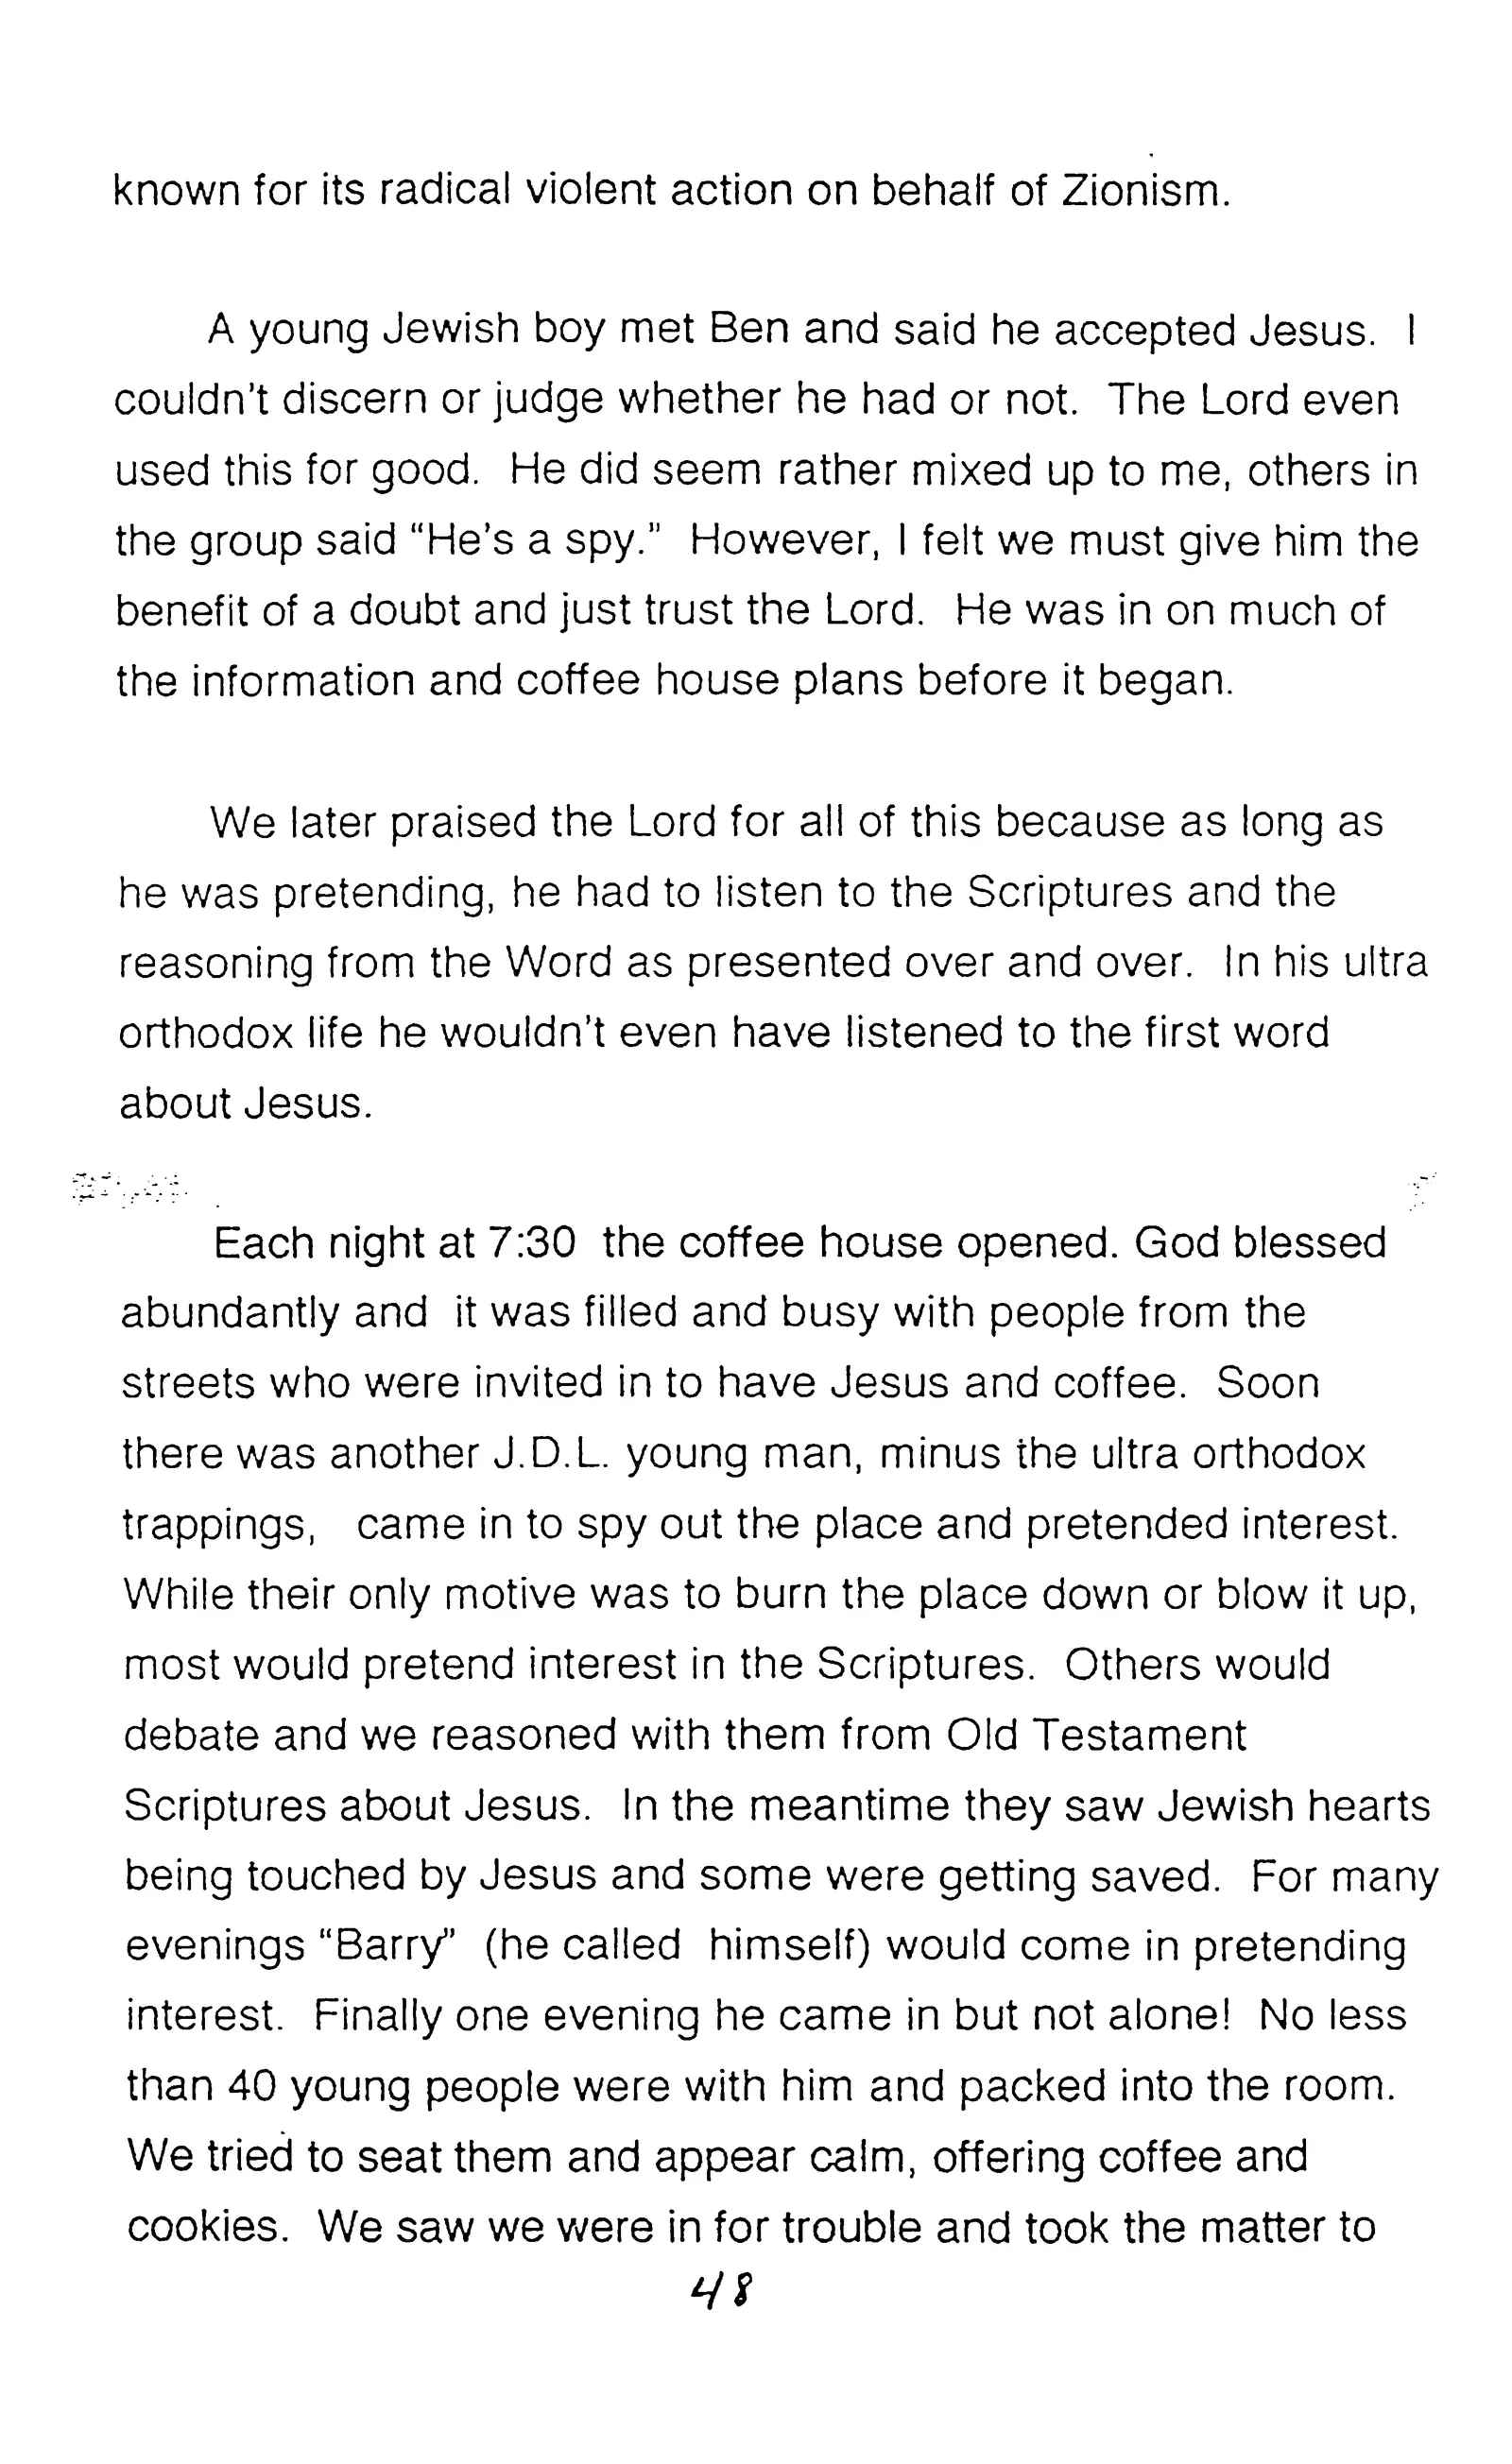 known for its radical violent action on behalf of Zionism.
A young Jewish boy met Ben and said he accepted Jesus. I
couldn't discern or judge whether he had or not. The Lord even
used this for good. He did seem rather mixed up to me, others in
the group said "He's a spy." However, I felt we must give him the
benefit of a doubt and just trust the Lord. He was in on much of
the information and coffee house plans before it began.
We later praised the Lord for all of this because as long as
he was pretending, he had to listen to the Scriptures and the
reasoning from the Word as presented over and over. In his ultra
orthodox life he wouldn't even have listened to the first word
about Jesus.
Each night at 7:30 the coffee house opened. God blessed
abundantly and it was filled and busy with people from the
streets who were invited in to have Jesus and coffee. Soon
there was another J.D.L. young man, minus the ultra orthodox
trappings, came in to spy out the place and pretended interest.
While their only motive was to burn the place down or blow it up,
most would pretend interest in the Scriptures. Others would
debate and we reasoned with them from Old Testament
Scriptures about Jesus. In the meantime they saw Jewish hearts
being touched by Jesus and some were getting saved. For many
evenings "Barry" (he called himself) would come in pretending
interest. Finally one evening he came in but not alone! No less
than 40 young people were with him and packed into the room.
We tried to seat them and appear calm, offering coffee and
cookies. We saw we were in for trouble and took the matter to
48